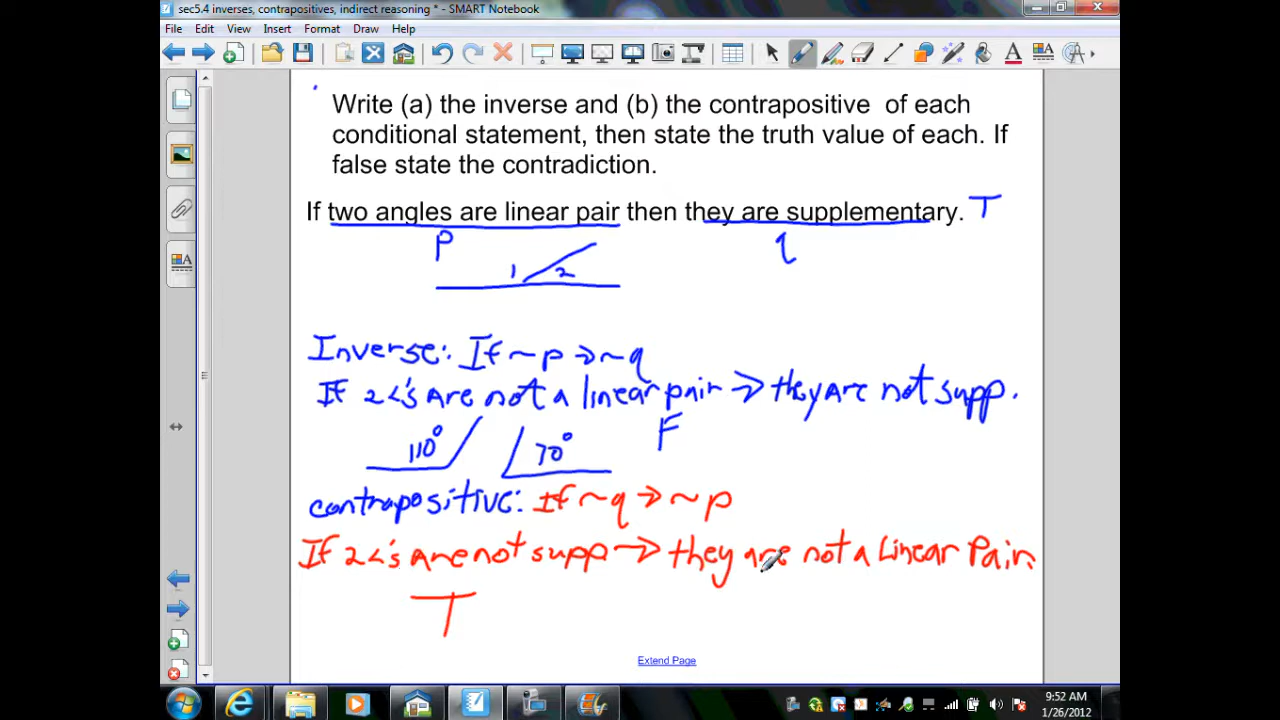 sec5.4 inverses, contrapositives, indirect reasoning * - SMART Notebook
File Edit View Insert Format Draw Help
Write (a) the inverse and (b) the contrapositive of each
conditional statement, then state the truth value of each. If
false state the contradiction.
If two angles are linear pair then they are supplementary. T
P q
1 2
Inverse: If ~p → ~q
If 2<'s are not a linear pair → they are not supp.
110° 70° F
contrapositive: If ~q → ~p
If 2<'s are not supp → they are not a Linear Pair.
T
Extend Page
9:52 AM
1/26/2012